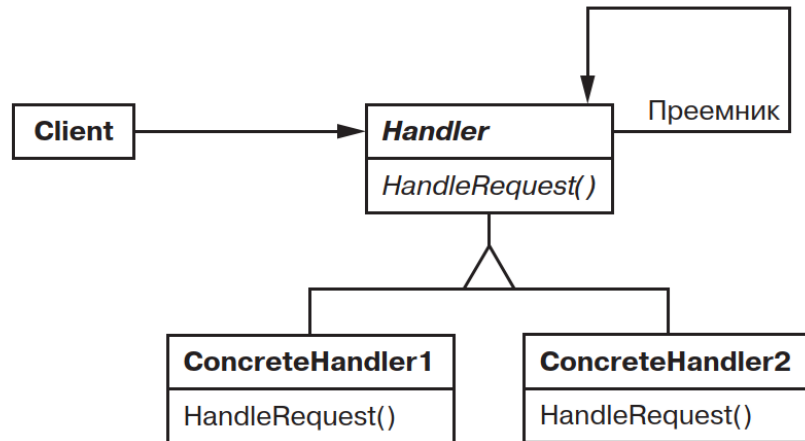 Преемник
Client
Handler
HandleRequest()
ConcreteHandler1
HandleRequest()
ConcreteHandler2
HandleRequest()